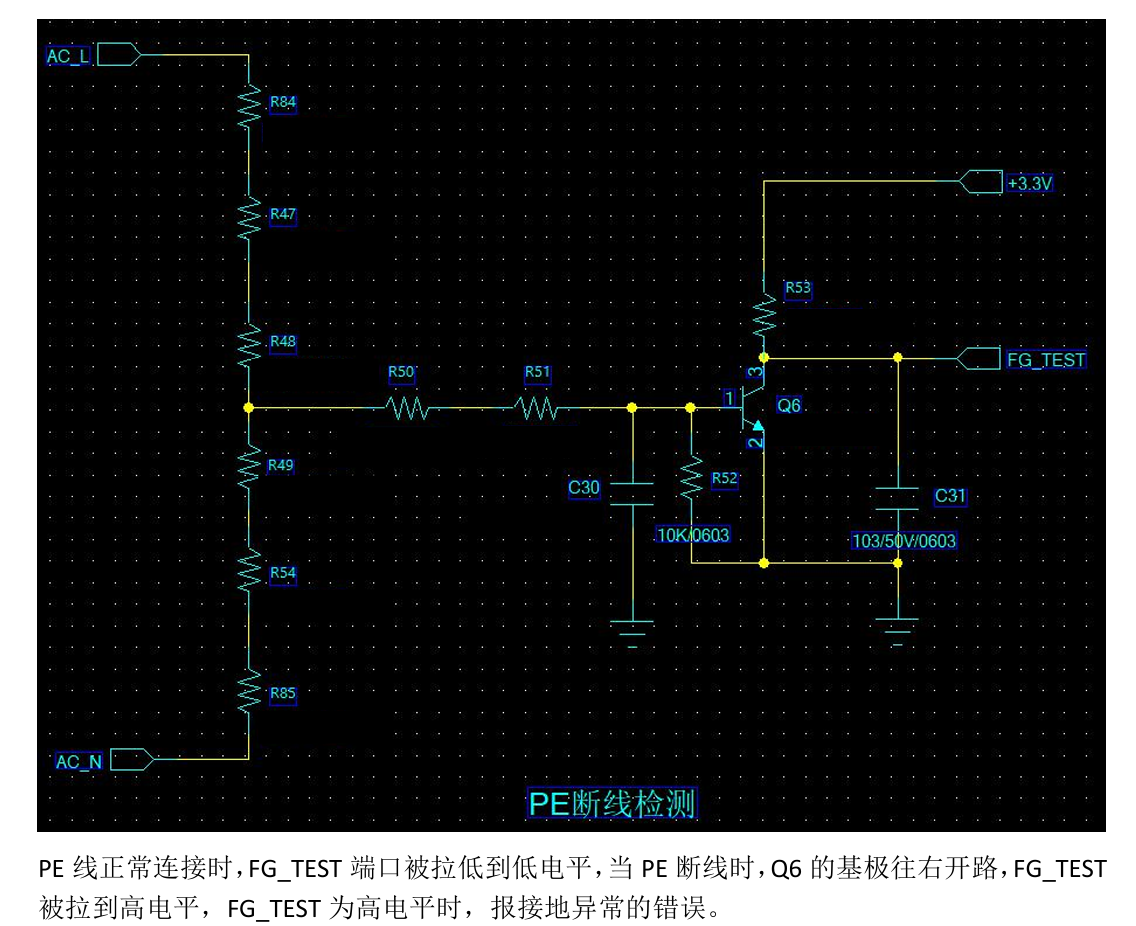 AC_L
R84
+3.3V
R47
R53
R48
FG_TEST
R50
R51
3
1
Q6
2
R49
R52
C30
C31
10K/0603
103/50V/0603
R54
R85
AC_N
PE断线检测
PE 线正常连接时,FG_TEST 端口被拉低到低电平,当 PE 断线时,Q6 的基极往右开路,FG_TEST
被拉到高电平，FG_TEST 为高电平时，报接地异常的错误。